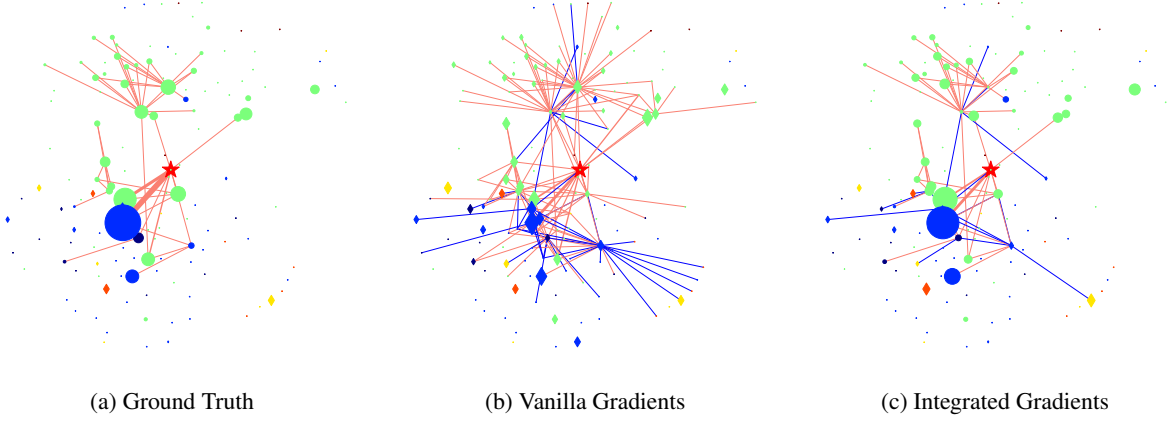 (a) Ground Truth
(b) Vanilla Gradients
(c) Integrated Gradients